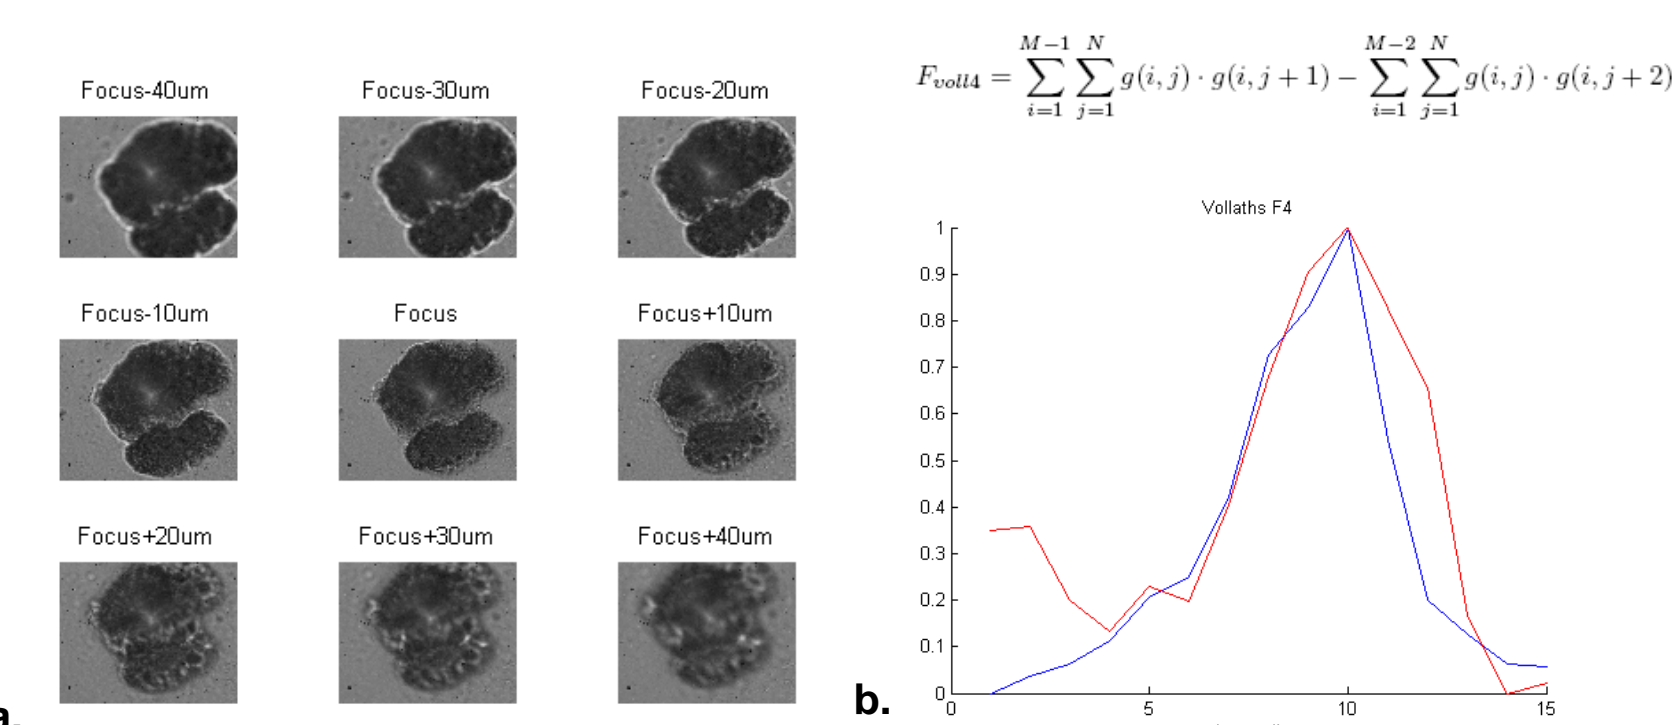 Focus-40um Focus-30um Focus-20um
Focus-10um Focus Focus+10um
Focus+20um Focus+30um Focus+40um
a.
F_{voll4} = \sum_{i=1}^{M-1} \sum_{j=1}^{N} g(i, j) · g(i, j + 1) − \sum_{i=1}^{M-2} \sum_{j=1}^{N} g(i, j) · g(i, j + 2)
Vollaths F4
1
0.9
0.8
0.7
0.6
0.5
0.4
0.3
0.2
0.1
0
0 5 10 15
b.